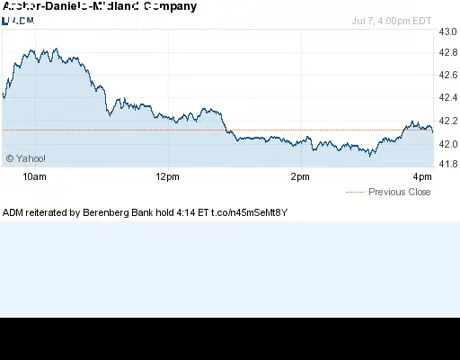 Archer-Daniels-Midland Company
ADM
Jul 7, 4:00pm EDT
43.0
42.8
42.6
42.4
42.2
42.0
41.8
© Yahoo!
10am 12pm 2pm 4pm
Previous Close
ADM reiterated by Berenberg Bank hold 4:14 ET t.co/n45mSeMt8Y